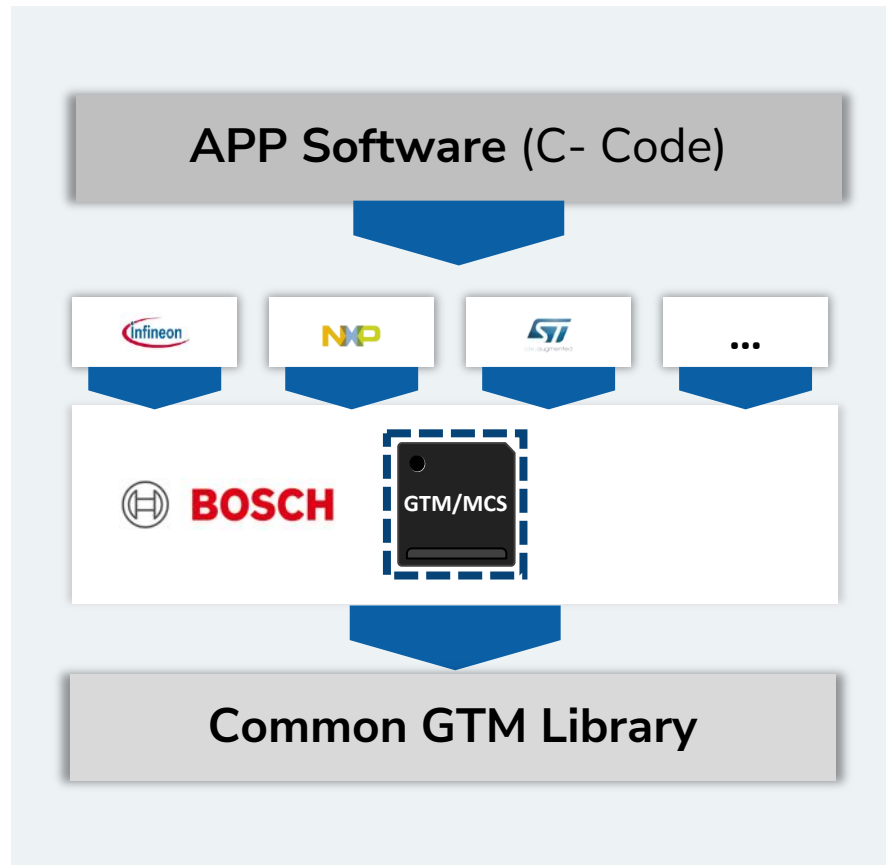 APP Software (C- Code)
infineon
NXP
ST
...
BOSCH
GTM/MCS
Common GTM Library